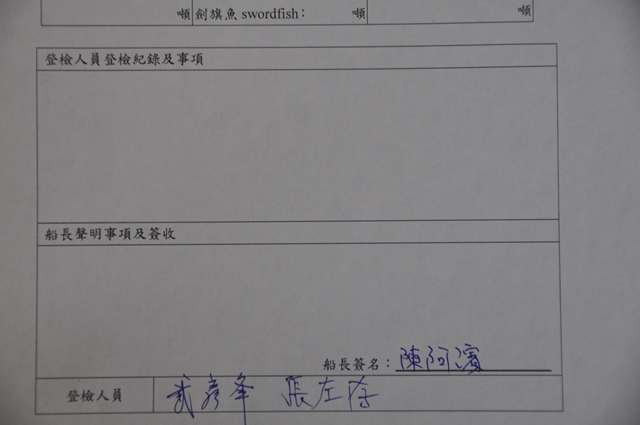 噸 劍旗魚 swordfish： 噸 噸
登檢人員登檢紀錄及事項
船長聲明事項及簽收
船長簽名：陳阿濱
登檢人員